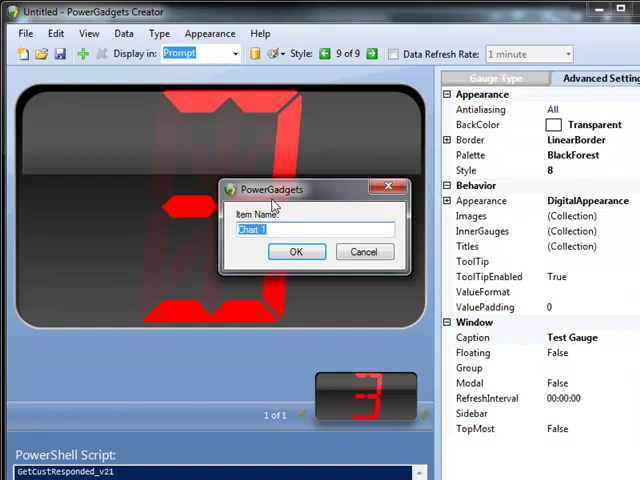 Untitled - PowerGadgets Creator
File Edit View Data Type Appearance Help
Display in: Prompt Style: 9 of 9 Data Refresh Rate: 1 minute
Gauge Type Advanced Setting
Appearance
Antialiasing All
BackColor Transparent
Border LinearBorder
Palette BlackForest
Style 8
Behavior
Appearance DigitalAppearance
Images (Collection)
InnerGauges (Collection)
Titles (Collection)
ToolTip
ToolTipEnabled True
ValueFormat
ValuePadding 0
Window
Caption Test Gauge
Floating False
Group
Modal False
RefreshInterval 00:00:00
Sidebar
TopMost False
PowerGadgets
Item Name:
Chart 1
OK Cancel
3
1 of 1
PowerShell Script:
GetCustResponded_v21